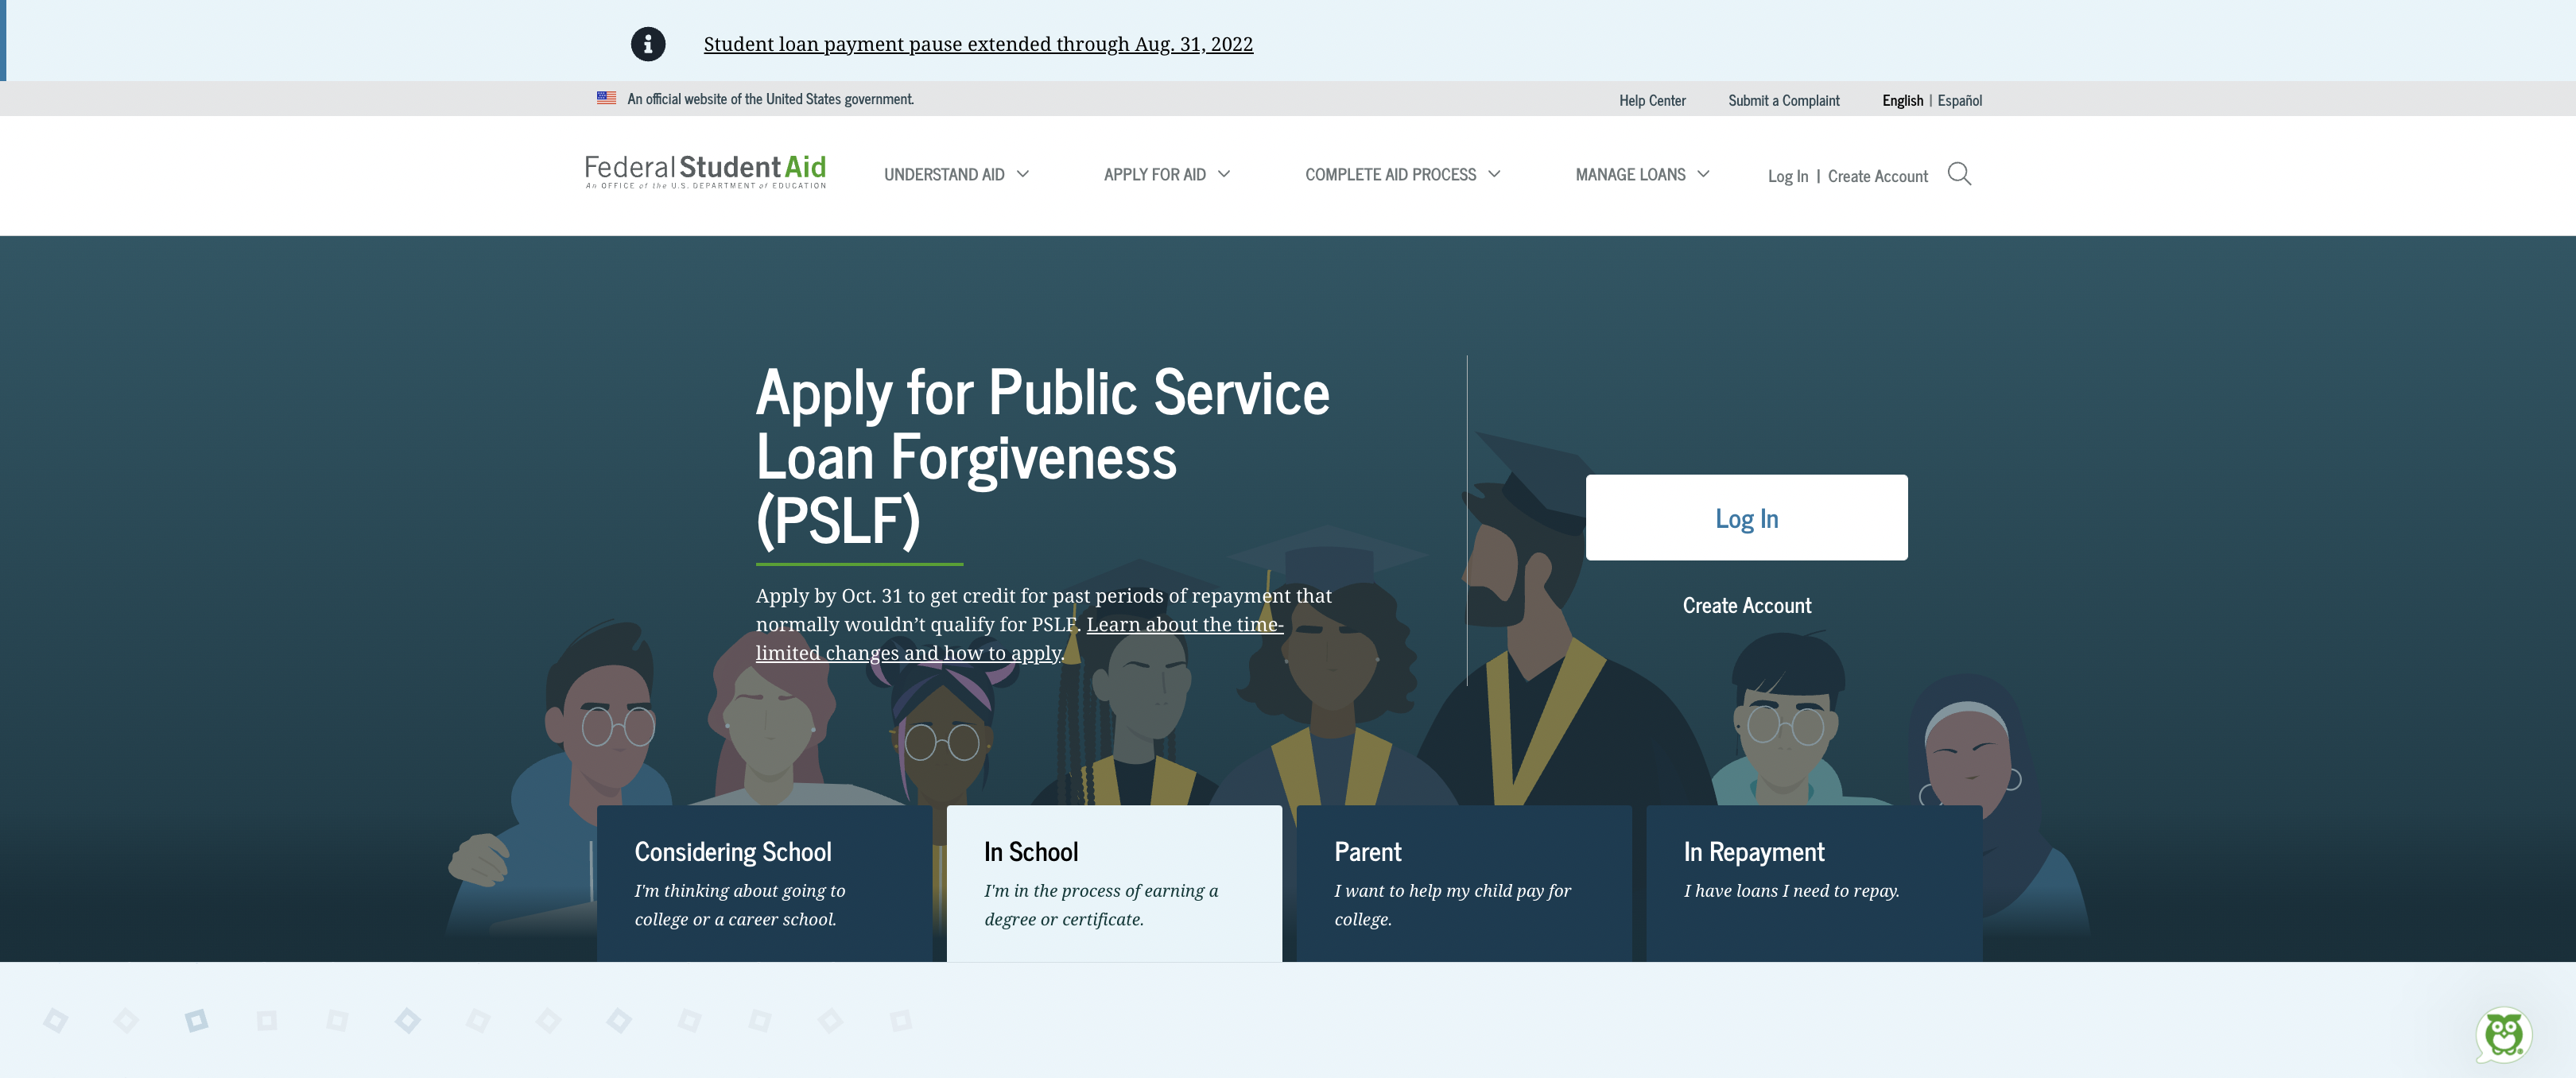 Student loan payment pause extended through Aug. 31, 2022
An official website of the United States government.
Help Center
Submit a Complaint
English | Español
Federal Student Aid
An OFFICE of the U.S. DEPARTMENT of EDUCATION
UNDERSTAND AID
APPLY FOR AID
COMPLETE AID PROCESS
MANAGE LOANS
Log In | Create Account
Apply for Public Service
Loan Forgiveness
(PSLF)
Apply by Oct. 31 to get credit for past periods of repayment that
normally wouldn’t qualify for PSLF. Learn about the time-
limited changes and how to apply.
Log In
Create Account
Considering School
I'm thinking about going to
college or a career school.
In School
I'm in the process of earning a
degree or certificate.
Parent
I want to help my child pay for
college.
In Repayment
I have loans I need to repay.